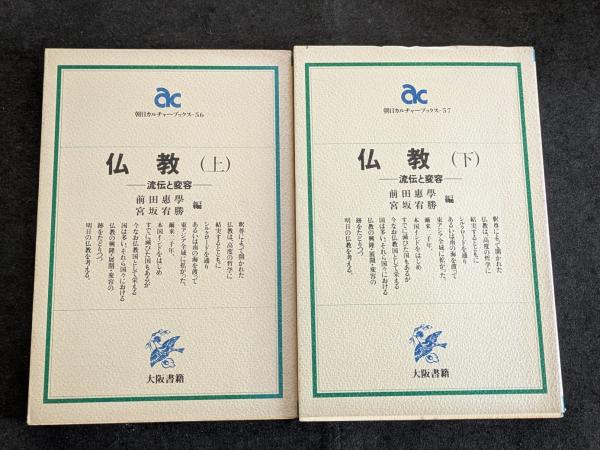 ac
朝日カルチャーブックス-56
仏教(上)
流伝と変容
前田惠學
宮坂宥勝
編
釈尊によって開かれた
仏教は、高度の哲学に
結実するとともに
シルクロードを通り
あるいは南の海を渡って
東アジア全域に拡がった。
爾来二千年、
本国インドをはじめ
すでに滅びた国もあるが
今なお仏教国として栄える
国は多い。それら国々における
仏教の興隆・展開・変容の
跡をたどりつつ
明日の仏教を考える。
大阪書籍
ac
朝日カルチャーブックス-57
仏教(下)
流伝と変容
前田惠學
宮坂宥勝
編
釈尊によって開かれた
仏教は、高度の哲学に
結実するとともに
シルクロードを通り
あるいは南の海を渡って
東アジア全域に拡がった。
爾来二千年、
本国インドをはじめ
すでに滅びた国もあるが
今なお仏教国として栄える
国は多い。それら国々における
仏教の興隆・展開・変容の
跡をたどりつつ
明日の仏教を考える。
大阪書籍